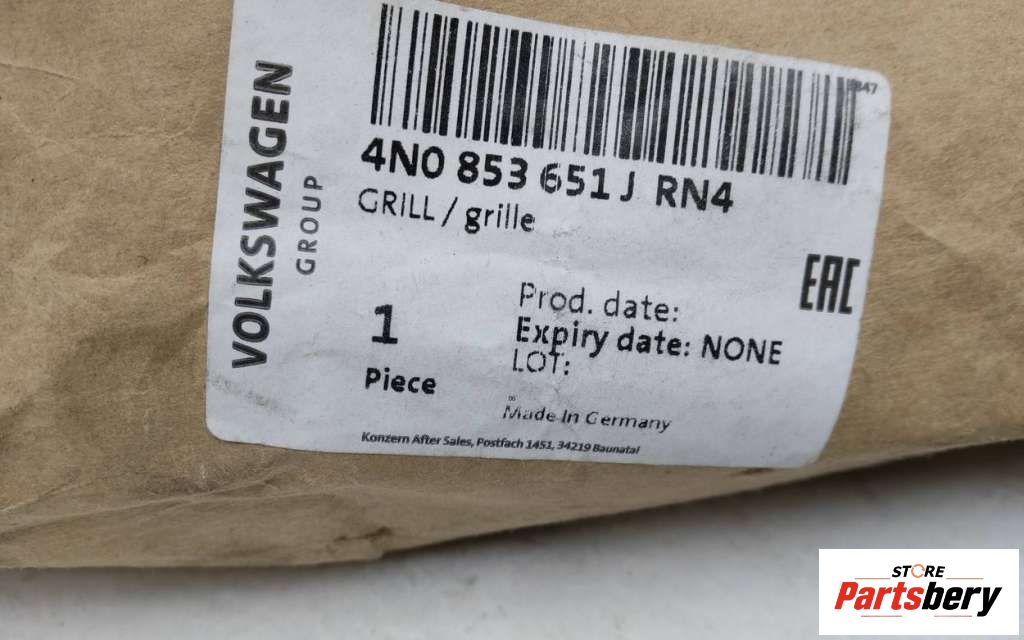 VOLKSWAGEN
GROUP
4N0 853 651 J RN4
GRILL / grille
EAC
1
Piece
Prod. date:
Expiry date: NONE
LOT:
Made In Germany
Konzern After Sales, Postfach 1451, 34219 Baunatal
STORE
Partsbery